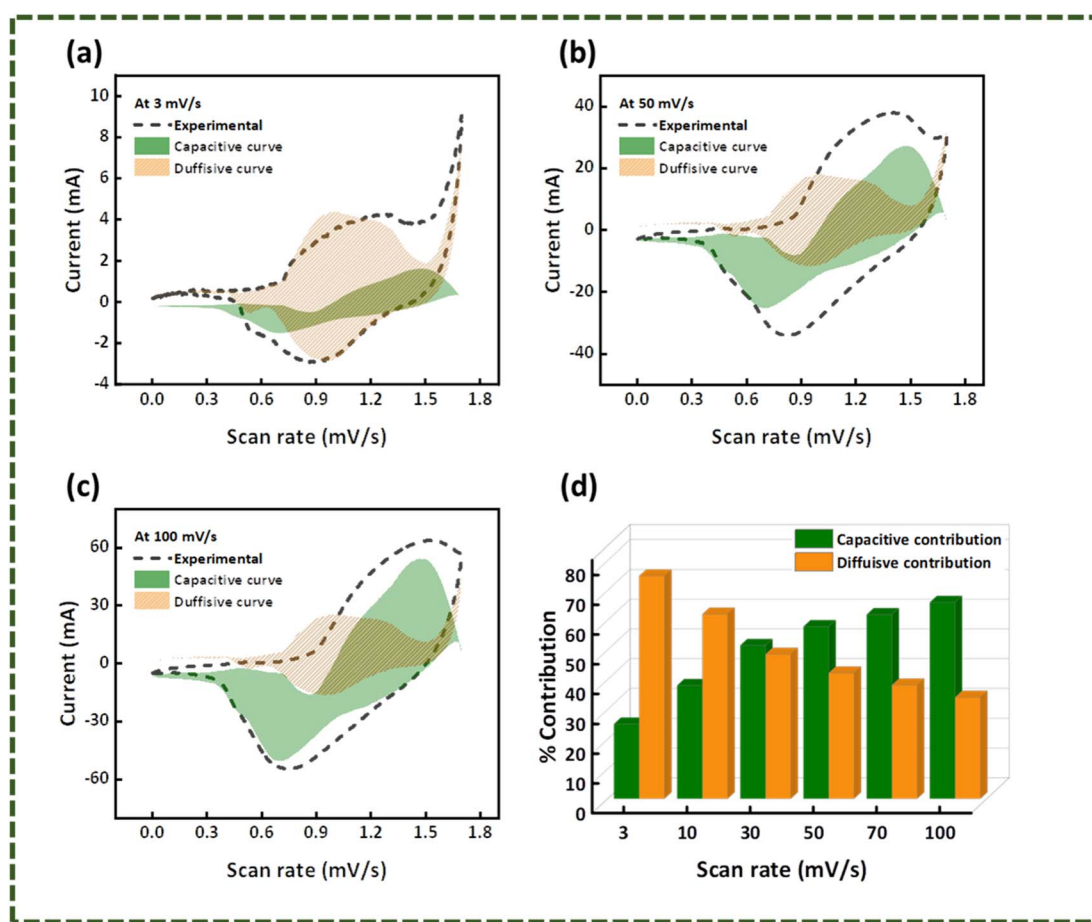 (a)
At 3 mV/s
Experimental
Capacitive curve
Duffisive curve
Current (mA)
10
8
6
4
2
0
-2
-4
0.0 0.3 0.6 0.9 1.2 1.5 1.8
Scan rate (mV/s)
(b)
At 50 mV/s
Experimental
Capacitive curve
Duffisive curve
Current (mA)
40
20
0
-20
-40
0.0 0.3 0.6 0.9 1.2 1.5 1.8
Scan rate (mV/s)
(c)
At 100 mV/s
Experimental
Capacitive curve
Duffisive curve
Current (mA)
60
30
0
-30
-60
0.0 0.3 0.6 0.9 1.2 1.5 1.8
Scan rate (mV/s)
(d)
Capacitive contribution
Diffuisve contribution
% Contribution
80
70
60
50
40
30
20
10
0
3 10 30 50 70 100
Scan rate (mV/s)